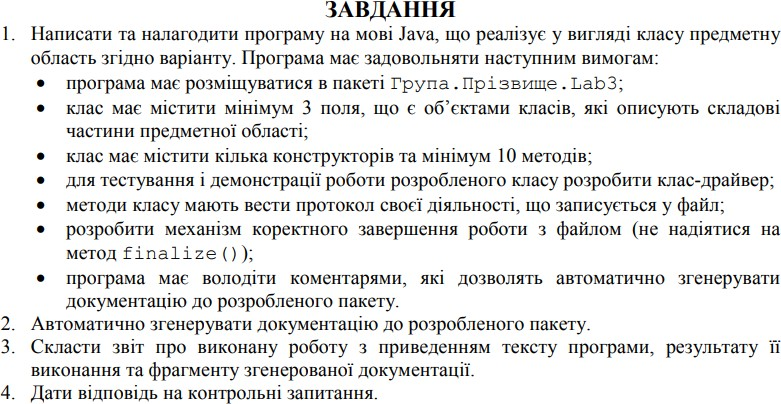 ЗАВДАННЯ
1. Написати та налагодити програму на мові Java, що реалізує у вигляді класу предметну
область згідно варіанту. Програма має задовольняти наступним вимогам:
• програма має розміщуватися в пакеті Група.Прізвище.Lab3;
• клас має містити мінімум 3 поля, що є об’єктами класів, які описують складові
частини предметної області;
• клас має містити кілька конструкторів та мінімум 10 методів;
• для тестування і демонстрації роботи розробленого класу розробити клас-драйвер;
• методи класу мають вести протокол своєї діяльності, що записується у файл;
• розробити механізм коректного завершення роботи з файлом (не надіятися на
метод finalize());
• програма має володіти коментарями, які дозволять автоматично згенерувати
документацію до розробленого пакету.
2. Автоматично згенерувати документацію до розробленого пакету.
3. Скласти звіт про виконану роботу з приведенням тексту програми, результату її
виконання та фрагменту згенерованої документації.
4. Дати відповідь на контрольні запитання.